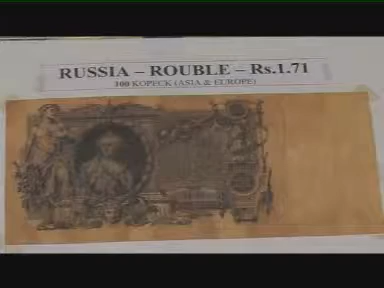 RUSSIA – ROUBLE – Rs.1.71
100 KOPECK (ASIA & EUROPE)